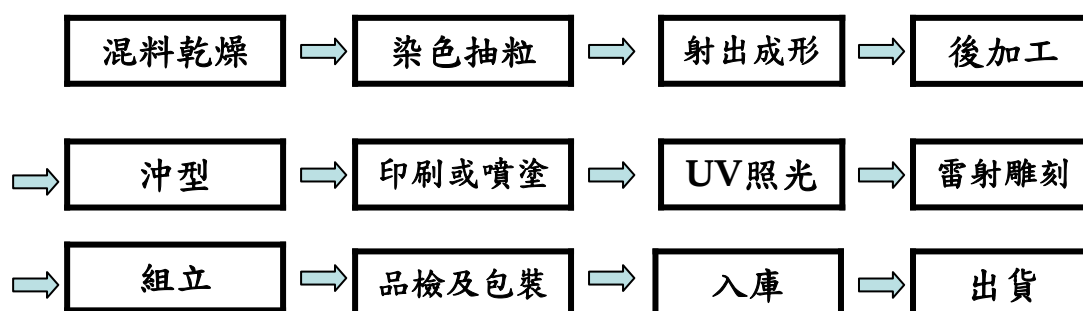 混料乾燥 染色抽粒 射出成形 後加工
沖型 印刷或噴塗 UV照光 雷射雕刻
組立 品檢及包裝 入庫 出貨